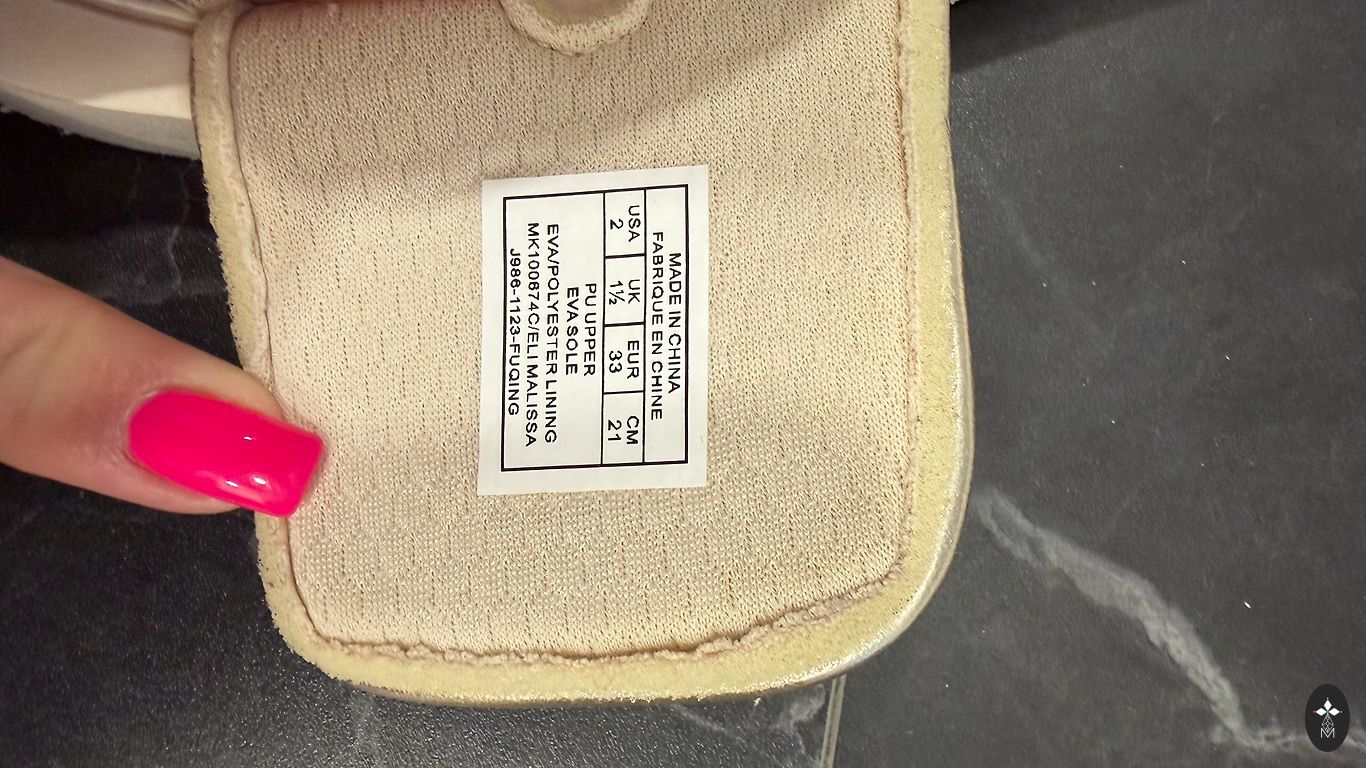 MADE IN CHINA
FABRIQUE EN CHINE
USA UK EUR CM
2 1½ 33 21
PU UPPER
EVA SOLE
EVA/POLYESTER LINING
MK100674C/ELI MALISSA
J986-1123-FUQING
M